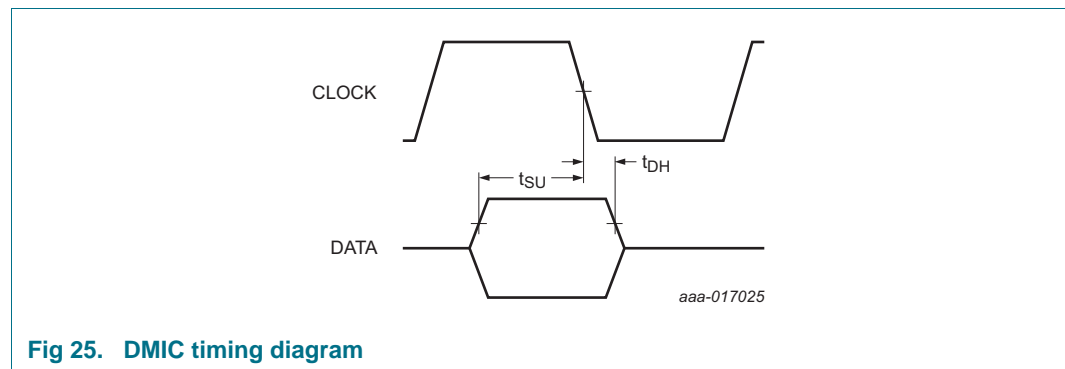 CLOCK
tDH
tSU
DATA
aaa-017025
Fig 25. DMIC timing diagram